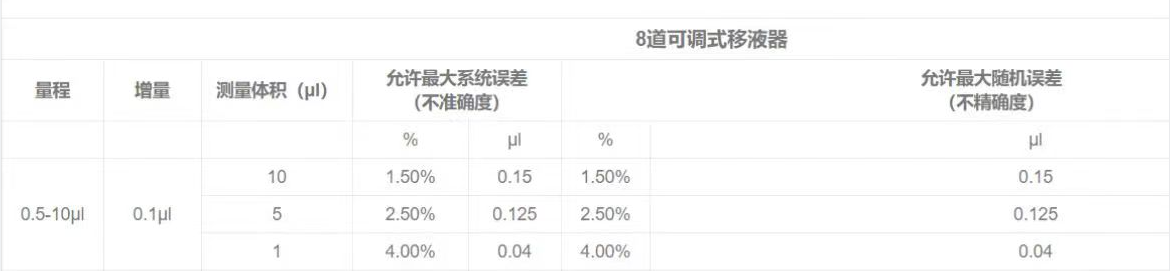 8道可调式移液器
量程 增量 测量体积（μl） 允许最大系统误差 允许最大随机误差
（不准确度） （不精确度）
% μl % μl
10 1.50% 0.15 1.50% 0.15
0.5-10μl 0.1μl 5 2.50% 0.125 2.50% 0.125
1 4.00% 0.04 4.00% 0.04